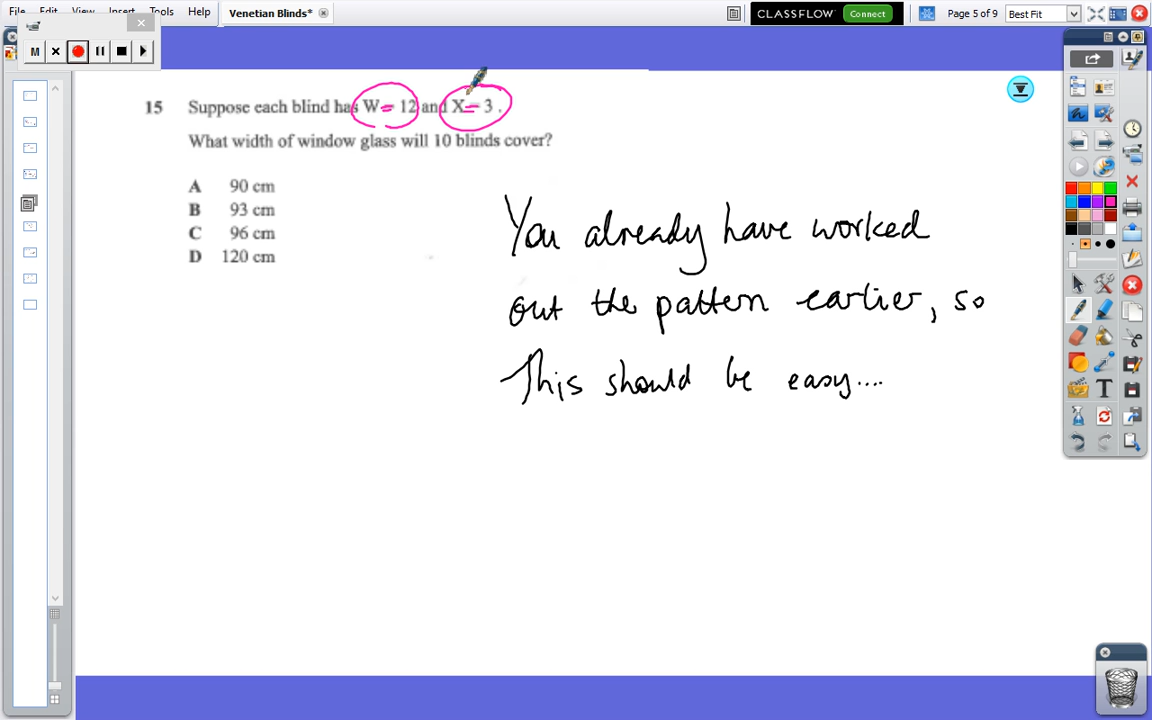 File Edit View Insert Tools Help
Venetian Blinds*
CLASSFLOW Connect
Page 5 of 9
Best Fit
M
15 Suppose each blind has W = 12 and X = 3 .
What width of window glass will 10 blinds cover?
A 90 cm
B 93 cm
C 96 cm
D 120 cm
You already have worked
out the pattern earlier, so
This should be easy....
T